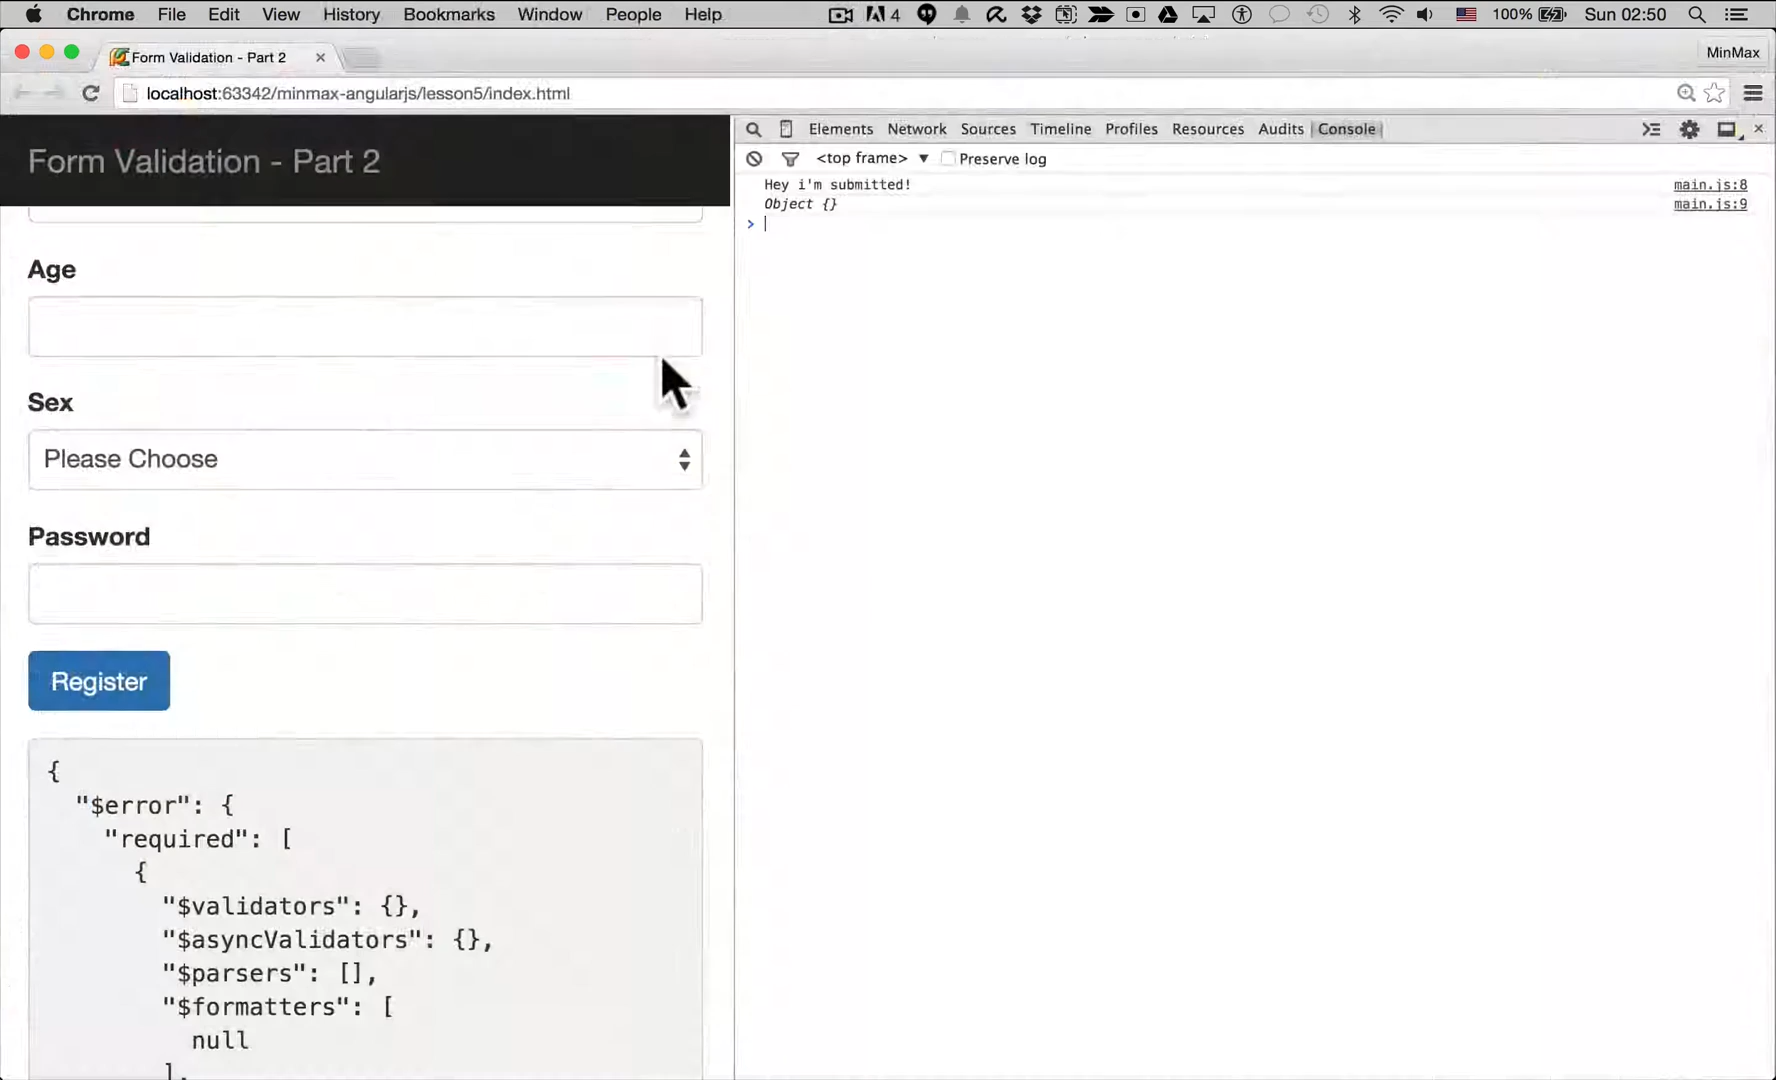 Chrome File Edit View History Bookmarks Window People Help 4 100% Sun 02:50
Form Validation - Part 2 × MinMax
localhost:63342/minmax-angularjs/lesson5/index.html
Elements Network Sources Timeline Profiles Resources Audits Console
<top frame> ▼ Preserve log
Form Validation - Part 2
Hey i'm submitted! main.js:8
Object {} main.js:9
>
Age
Sex
Please Choose
Password
Register
{
"$error": {
"required": [
{
"$validators": {},
"$asyncValidators": {},
"$parsers": [],
"$formatters": [
null
],